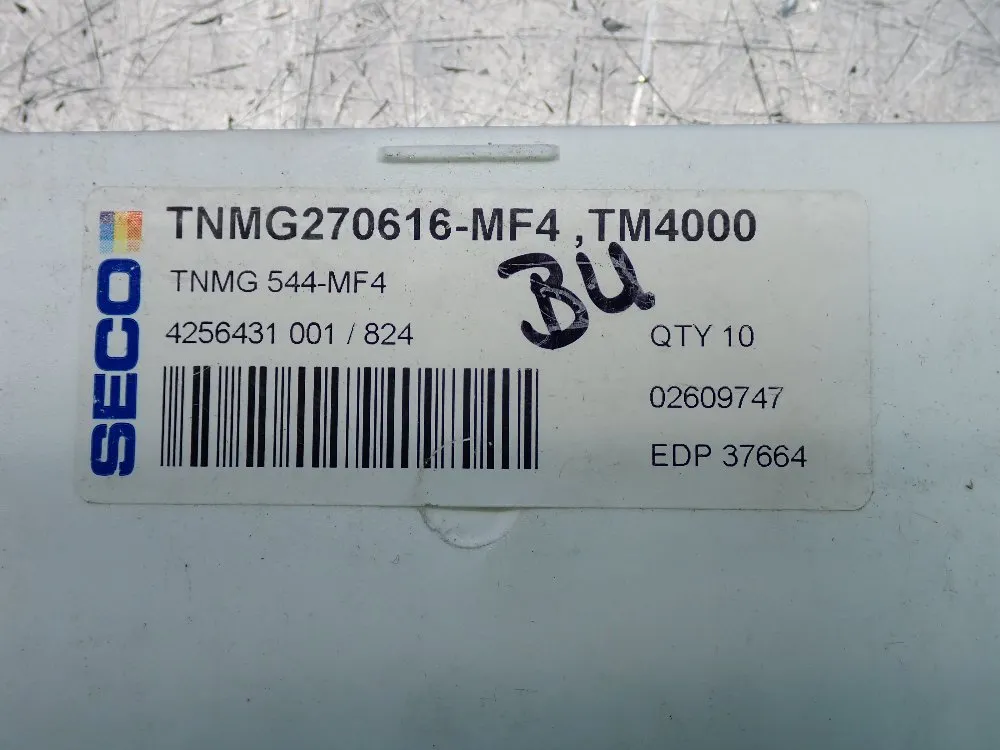 SECO
TNMG270616-MF4 ,TM4000
TNMG 544-MF4
BU
4256431 001 / 824
QTY 10
02609747
EDP 37664